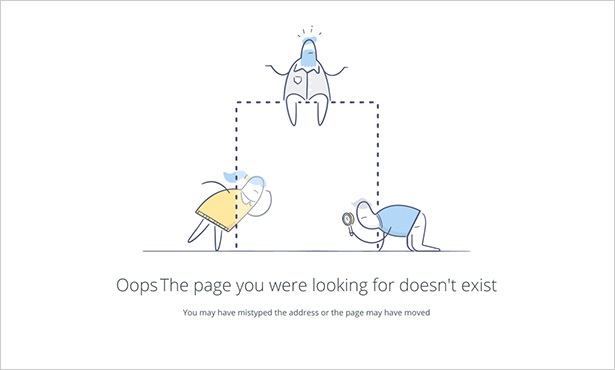 Oops The page you were looking for doesn't exist
You may have mistyped the address or the page may have moved